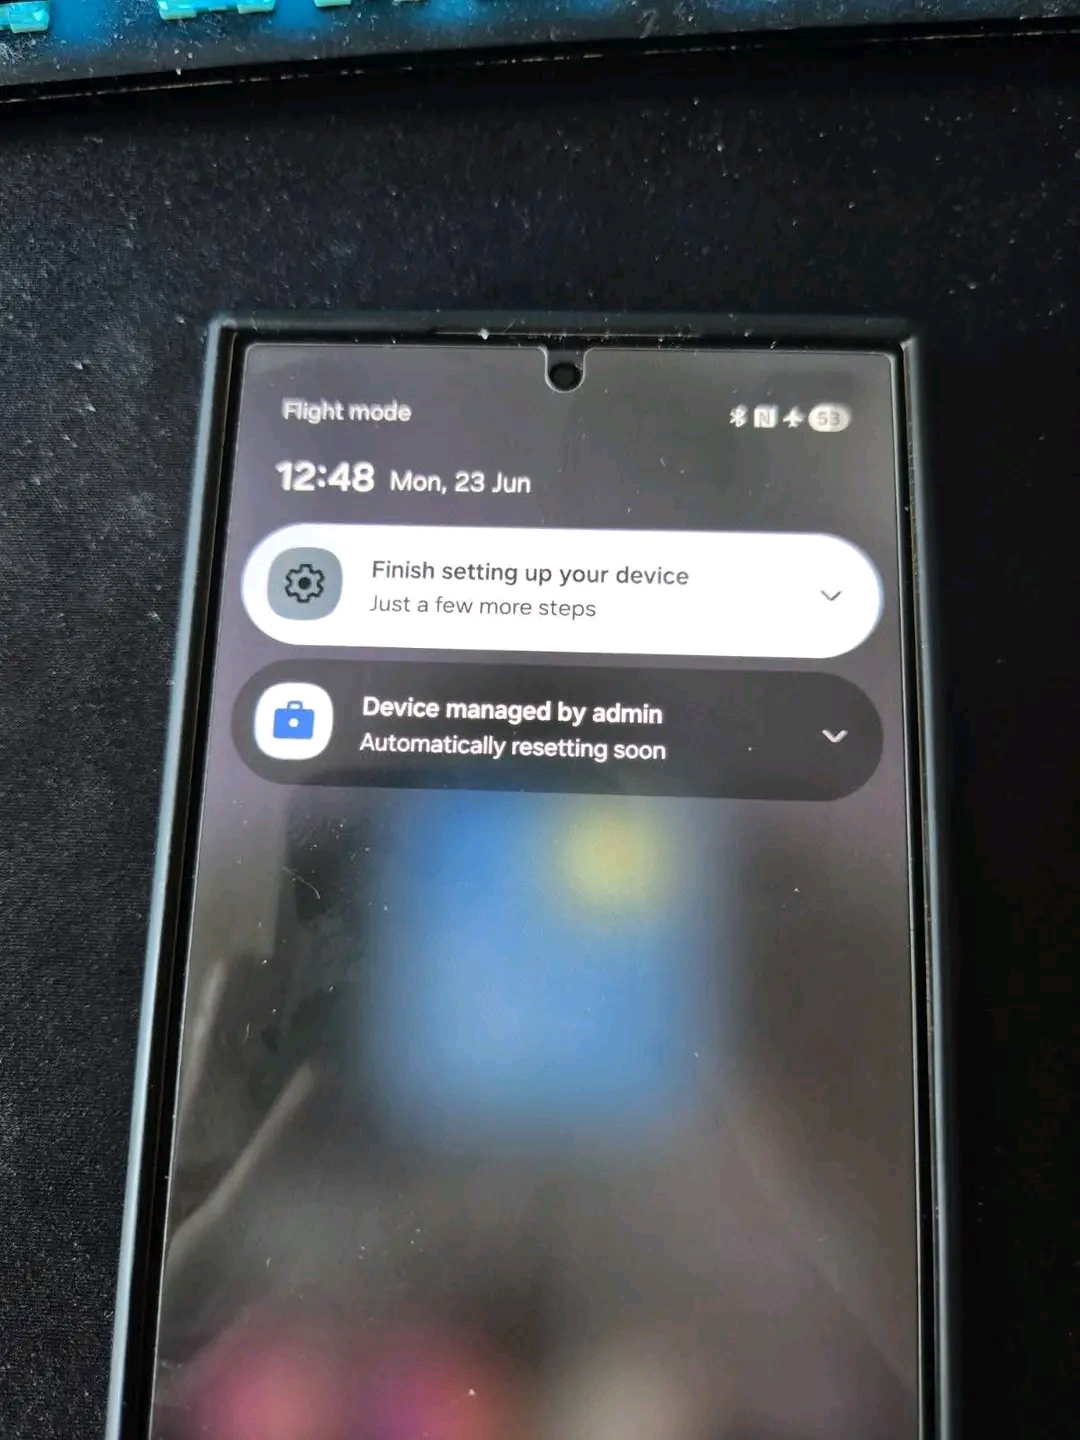 Flight mode
53
12:48 Mon, 23 Jun
Finish setting up your device
Just a few more steps
Device managed by admin
Automatically resetting soon